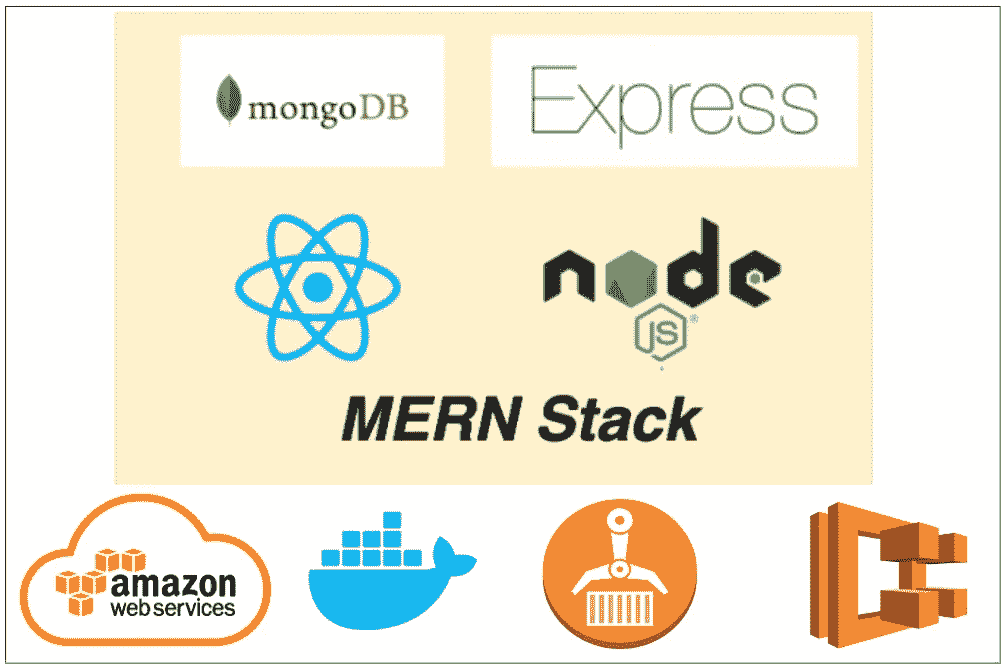 mongoDB
Express
node
JS
®
MERN Stack
amazon
web services